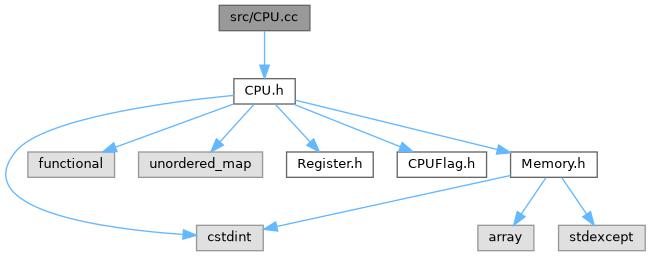 src/CPU.cc
CPU.h
functional
unordered_map
Register.h
CPUFlag.h
Memory.h
cstdint
array
stdexcept